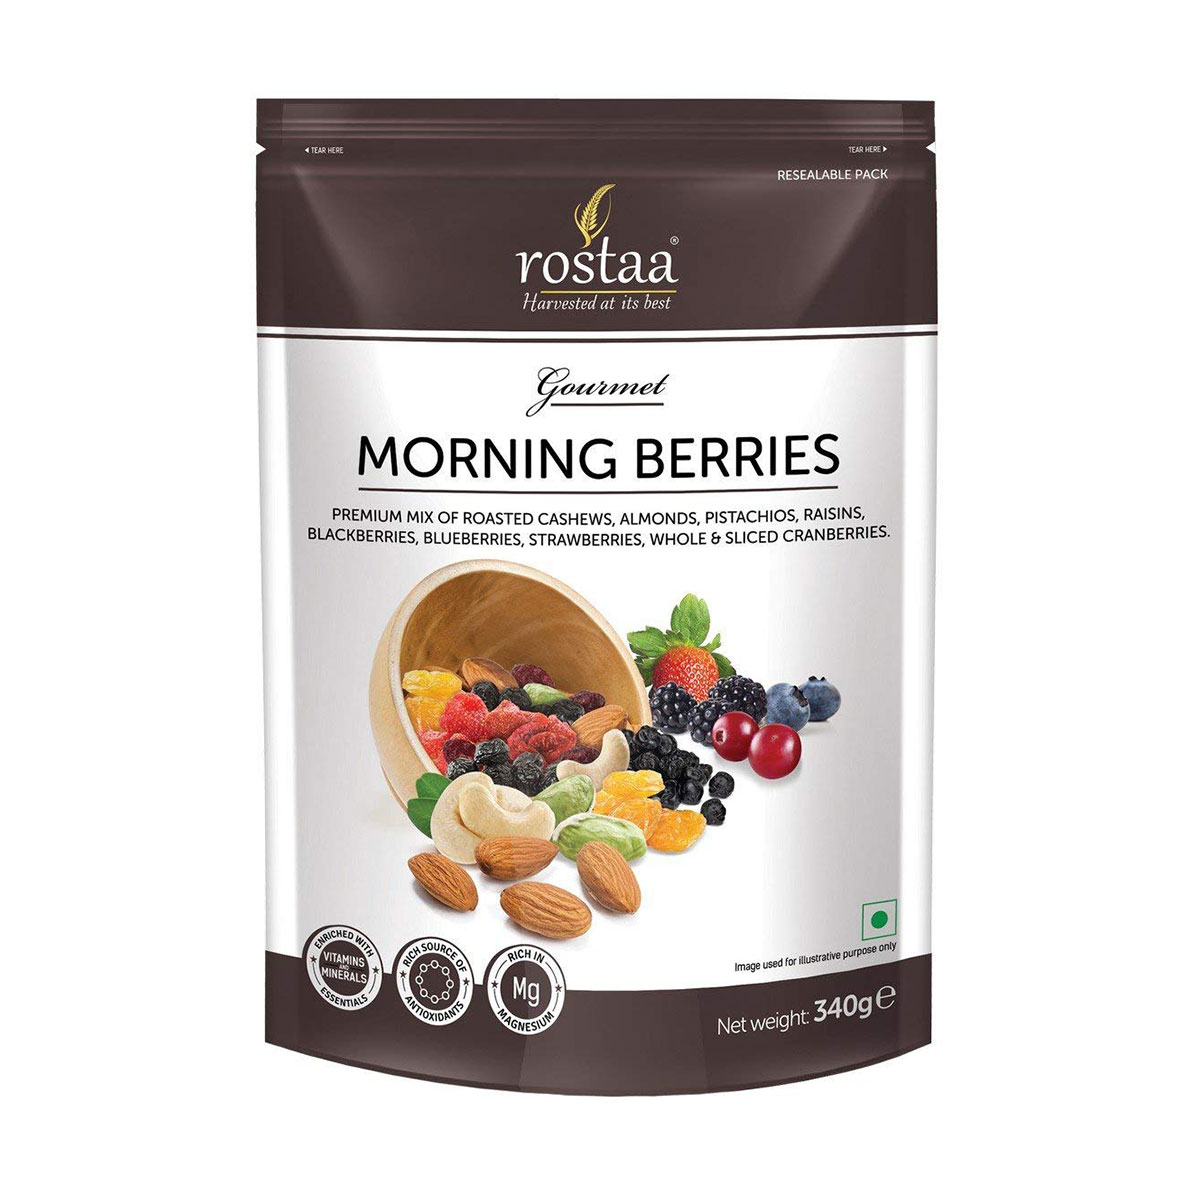 TEAR HERE
TEAR HERE
RESEALABLE PACK
rostaa®
Harvested at its best
Gourmet
MORNING BERRIES
PREMIUM MIX OF ROASTED CASHEWS, ALMONDS, PISTACHIOS, RAISINS,
BLACKBERRIES, BLUEBERRIES, STRAWBERRIES, WHOLE & SLICED CRANBERRIES.
ENRICHED WITH
VITAMINS
AND
MINERALS
ESSENTIALS
RICH SOURCE OF
ANTIOXIDANTS
RICH IN
Mg
MAGNESIUM
Image used for illustrative purpose only
Net weight: 340g℮